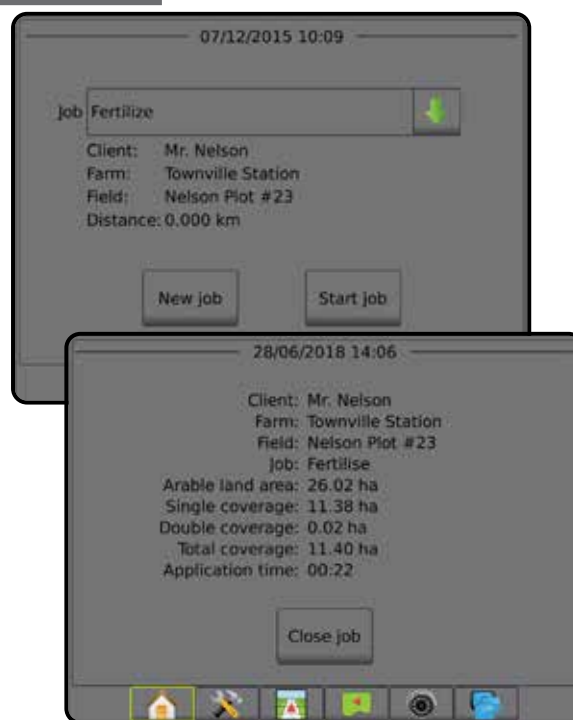 07/12/2015 10:09
Job Fertilize
Client: Mr. Nelson
Farm: Townville Station
Field: Nelson Plot #23
Distance: 0.000 km
New job Start job
28/06/2018 14:06
Client: Mr. Nelson
Farm: Townville Station
Field: Nelson Plot #23
Job: Fertilise
Arable land area: 26.02 ha
Single coverage: 11.38 ha
Double coverage: 0.02 ha
Total coverage: 11.40 ha
Application time: 00:22
Close job